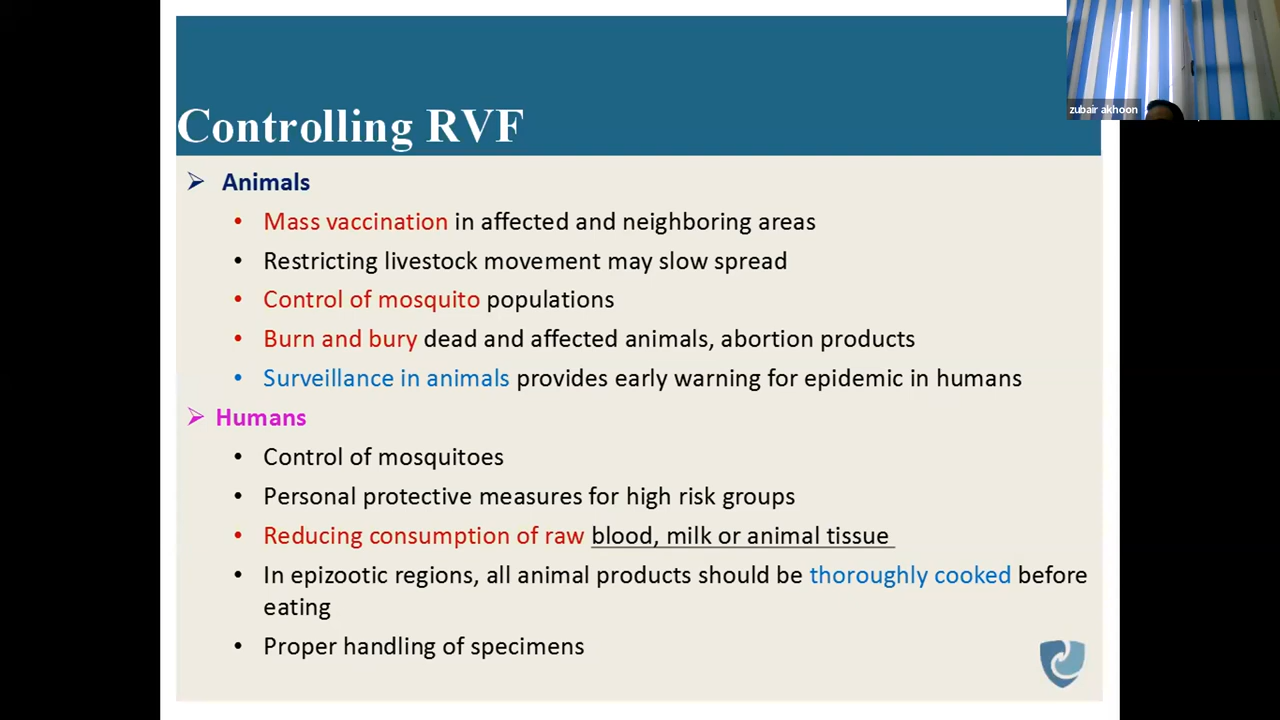 zubair akhoon
Controlling RVF
➢ Animals
• Mass vaccination in affected and neighboring areas
• Restricting livestock movement may slow spread
• Control of mosquito populations
• Burn and bury dead and affected animals, abortion products
• Surveillance in animals provides early warning for epidemic in humans
➢ Humans
• Control of mosquitoes
• Personal protective measures for high risk groups
• Reducing consumption of raw blood, milk or animal tissue
• In epizootic regions, all animal products should be thoroughly cooked before
eating
• Proper handling of specimens